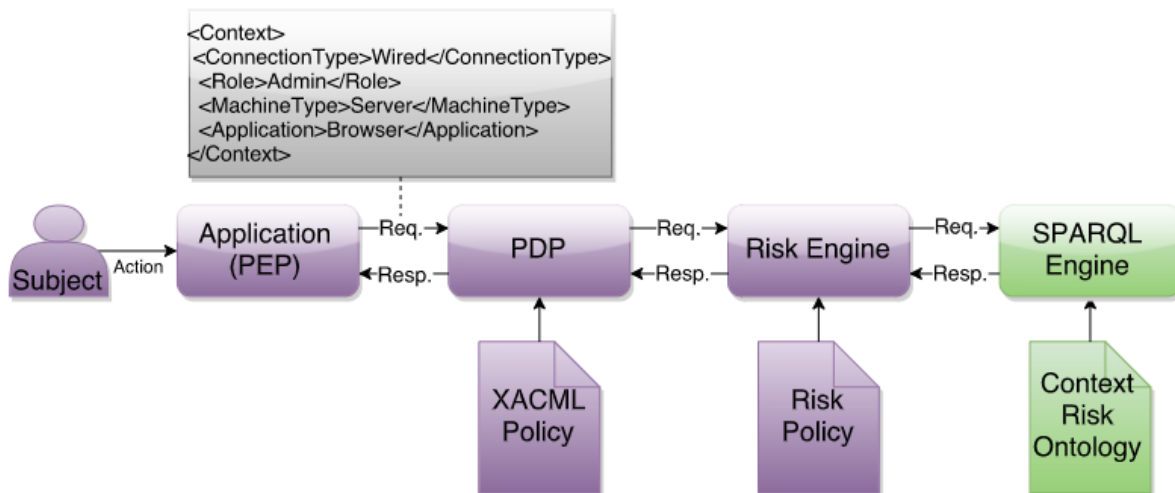 <Context>
<ConnectionType>Wired</ConnectionType>
<Role>Admin</Role>
<MachineType>Server</MachineType>
<Application>Browser</Application>
</Context>
Subject
Action
Application
(PEP)
Req.
Resp.
PDP
Req.
Resp.
Risk Engine
Req.
Resp.
SPARQL
Engine
XACML
Policy
Risk
Policy
Context
Risk
Ontology